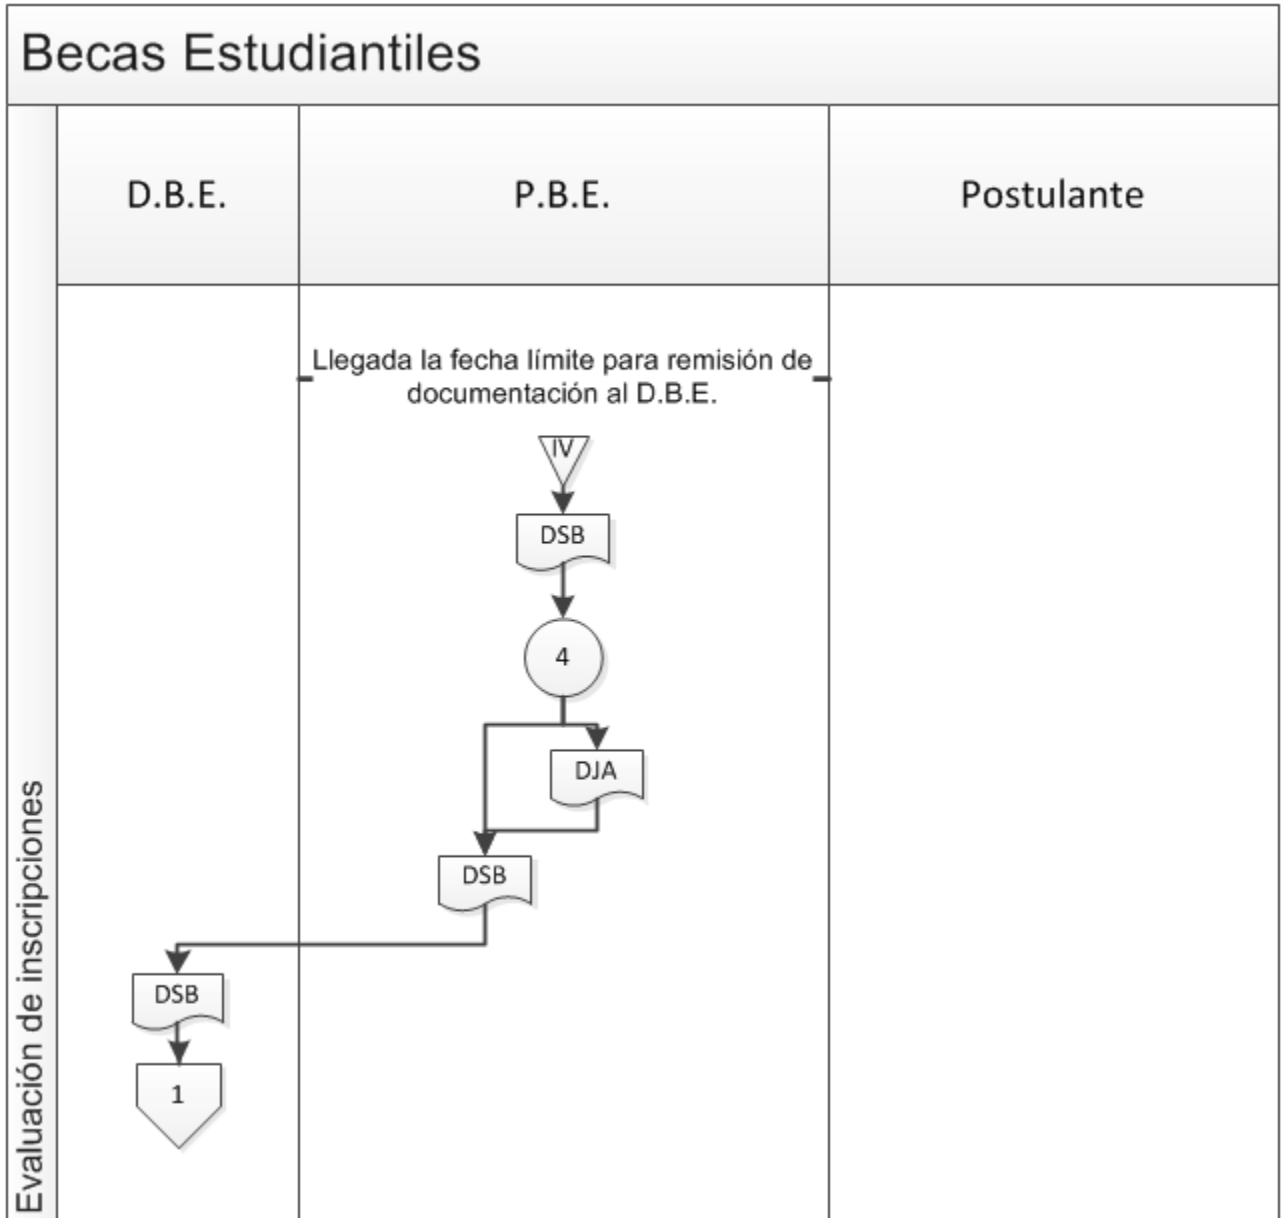 Becas Estudiantiles
D.B.E.
P.B.E.
Postulante
Llegada la fecha límite para remisión de
documentación al D.B.E.
IV
DSB
4
DJA
DSB
DSB
1
Evaluación de inscripciones